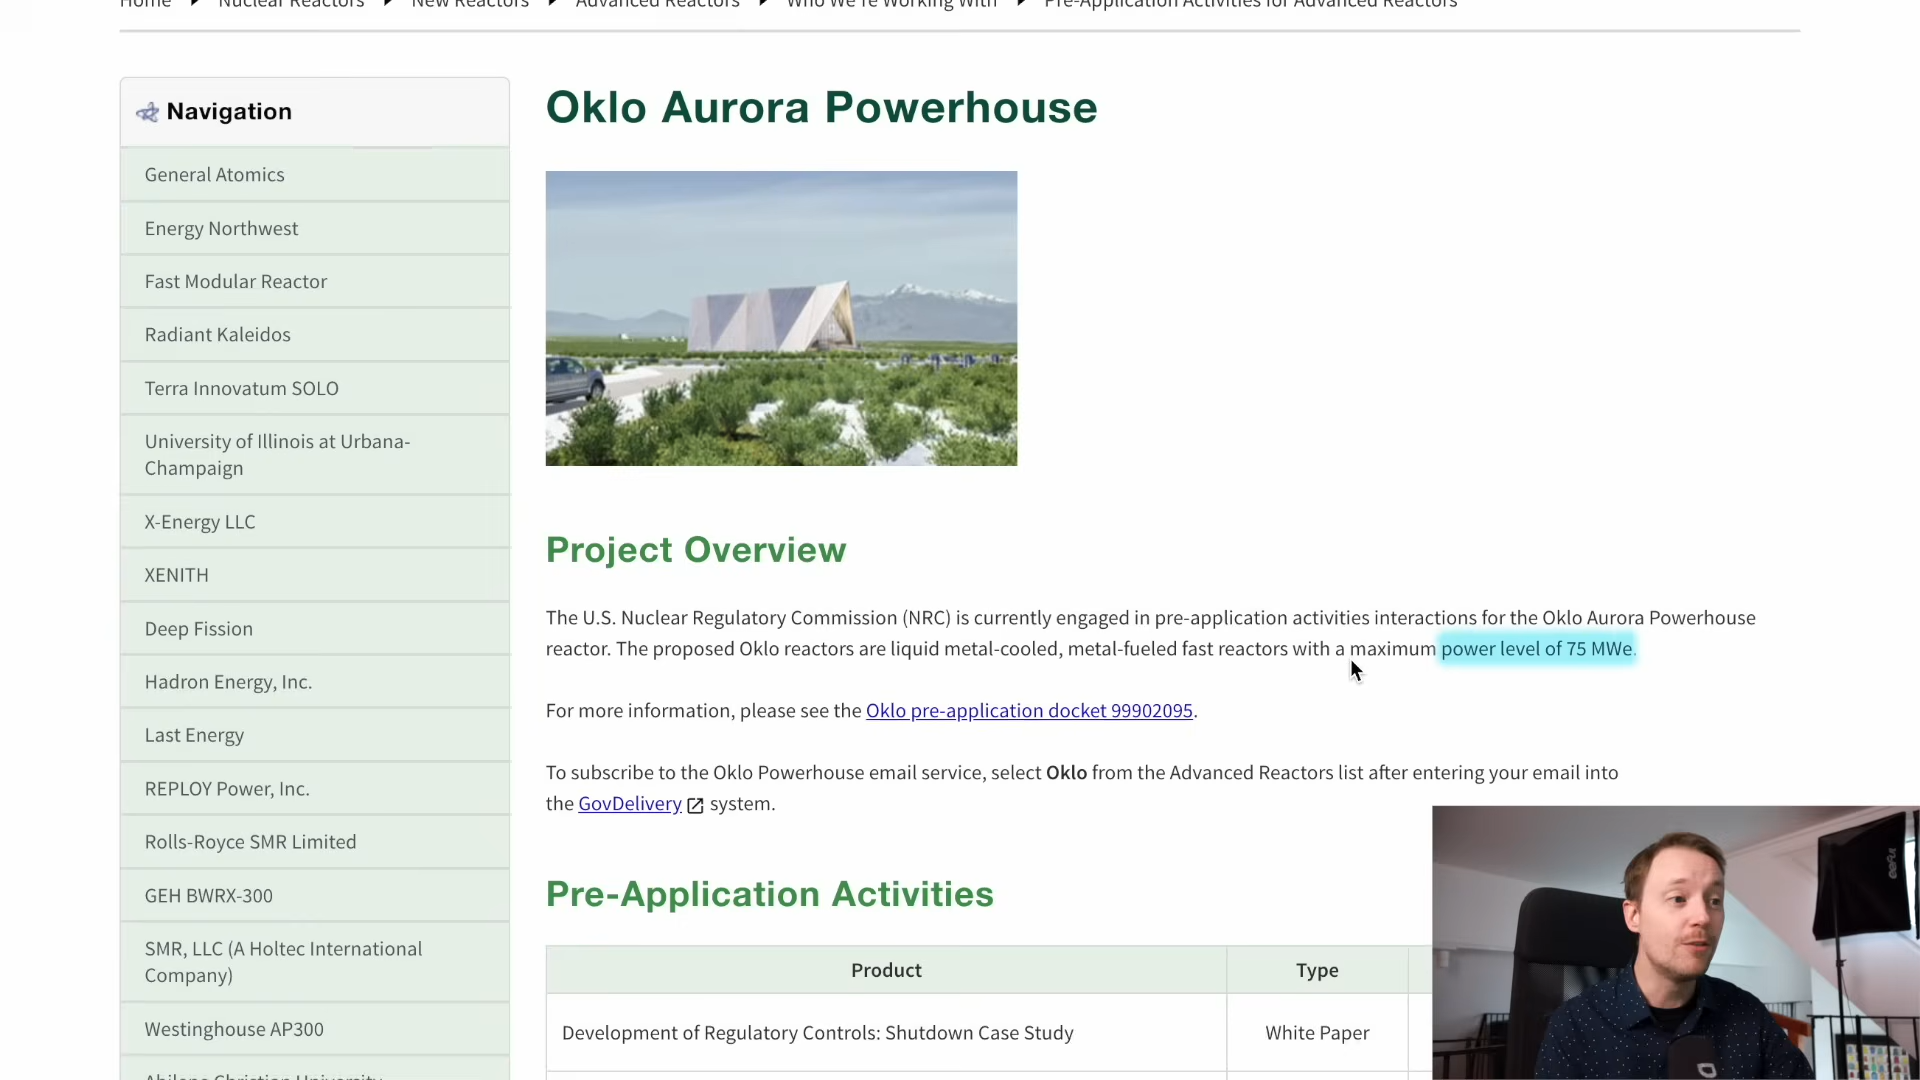 Home Nuclear Reactors New Reactors Advanced Reactors Who We're Working With Pre-Application Activities for Advanced Reactors
Navigation
General Atomics
Energy Northwest
Fast Modular Reactor
Radiant Kaleidos
Terra Innovatum SOLO
University of Illinois at Urbana-
Champaign
X-Energy LLC
XENITH
Deep Fission
Hadron Energy, Inc.
Last Energy
REPLOY Power, Inc.
Rolls-Royce SMR Limited
GEH BWRX-300
SMR, LLC (A Holtec International
Company)
Westinghouse AP300
Abilene Christian University
Oklo Aurora Powerhouse
Project Overview
The U.S. Nuclear Regulatory Commission (NRC) is currently engaged in pre-application activities interactions for the Oklo Aurora Powerhouse
reactor. The proposed Oklo reactors are liquid metal-cooled, metal-fueled fast reactors with a maximum power level of 75 MWe.
For more information, please see the Oklo pre-application docket 99902095.
To subscribe to the Oklo Powerhouse email service, select Oklo from the Advanced Reactors list after entering your email into
the GovDelivery system.
Pre-Application Activities
Product Type
Development of Regulatory Controls: Shutdown Case Study White Paper